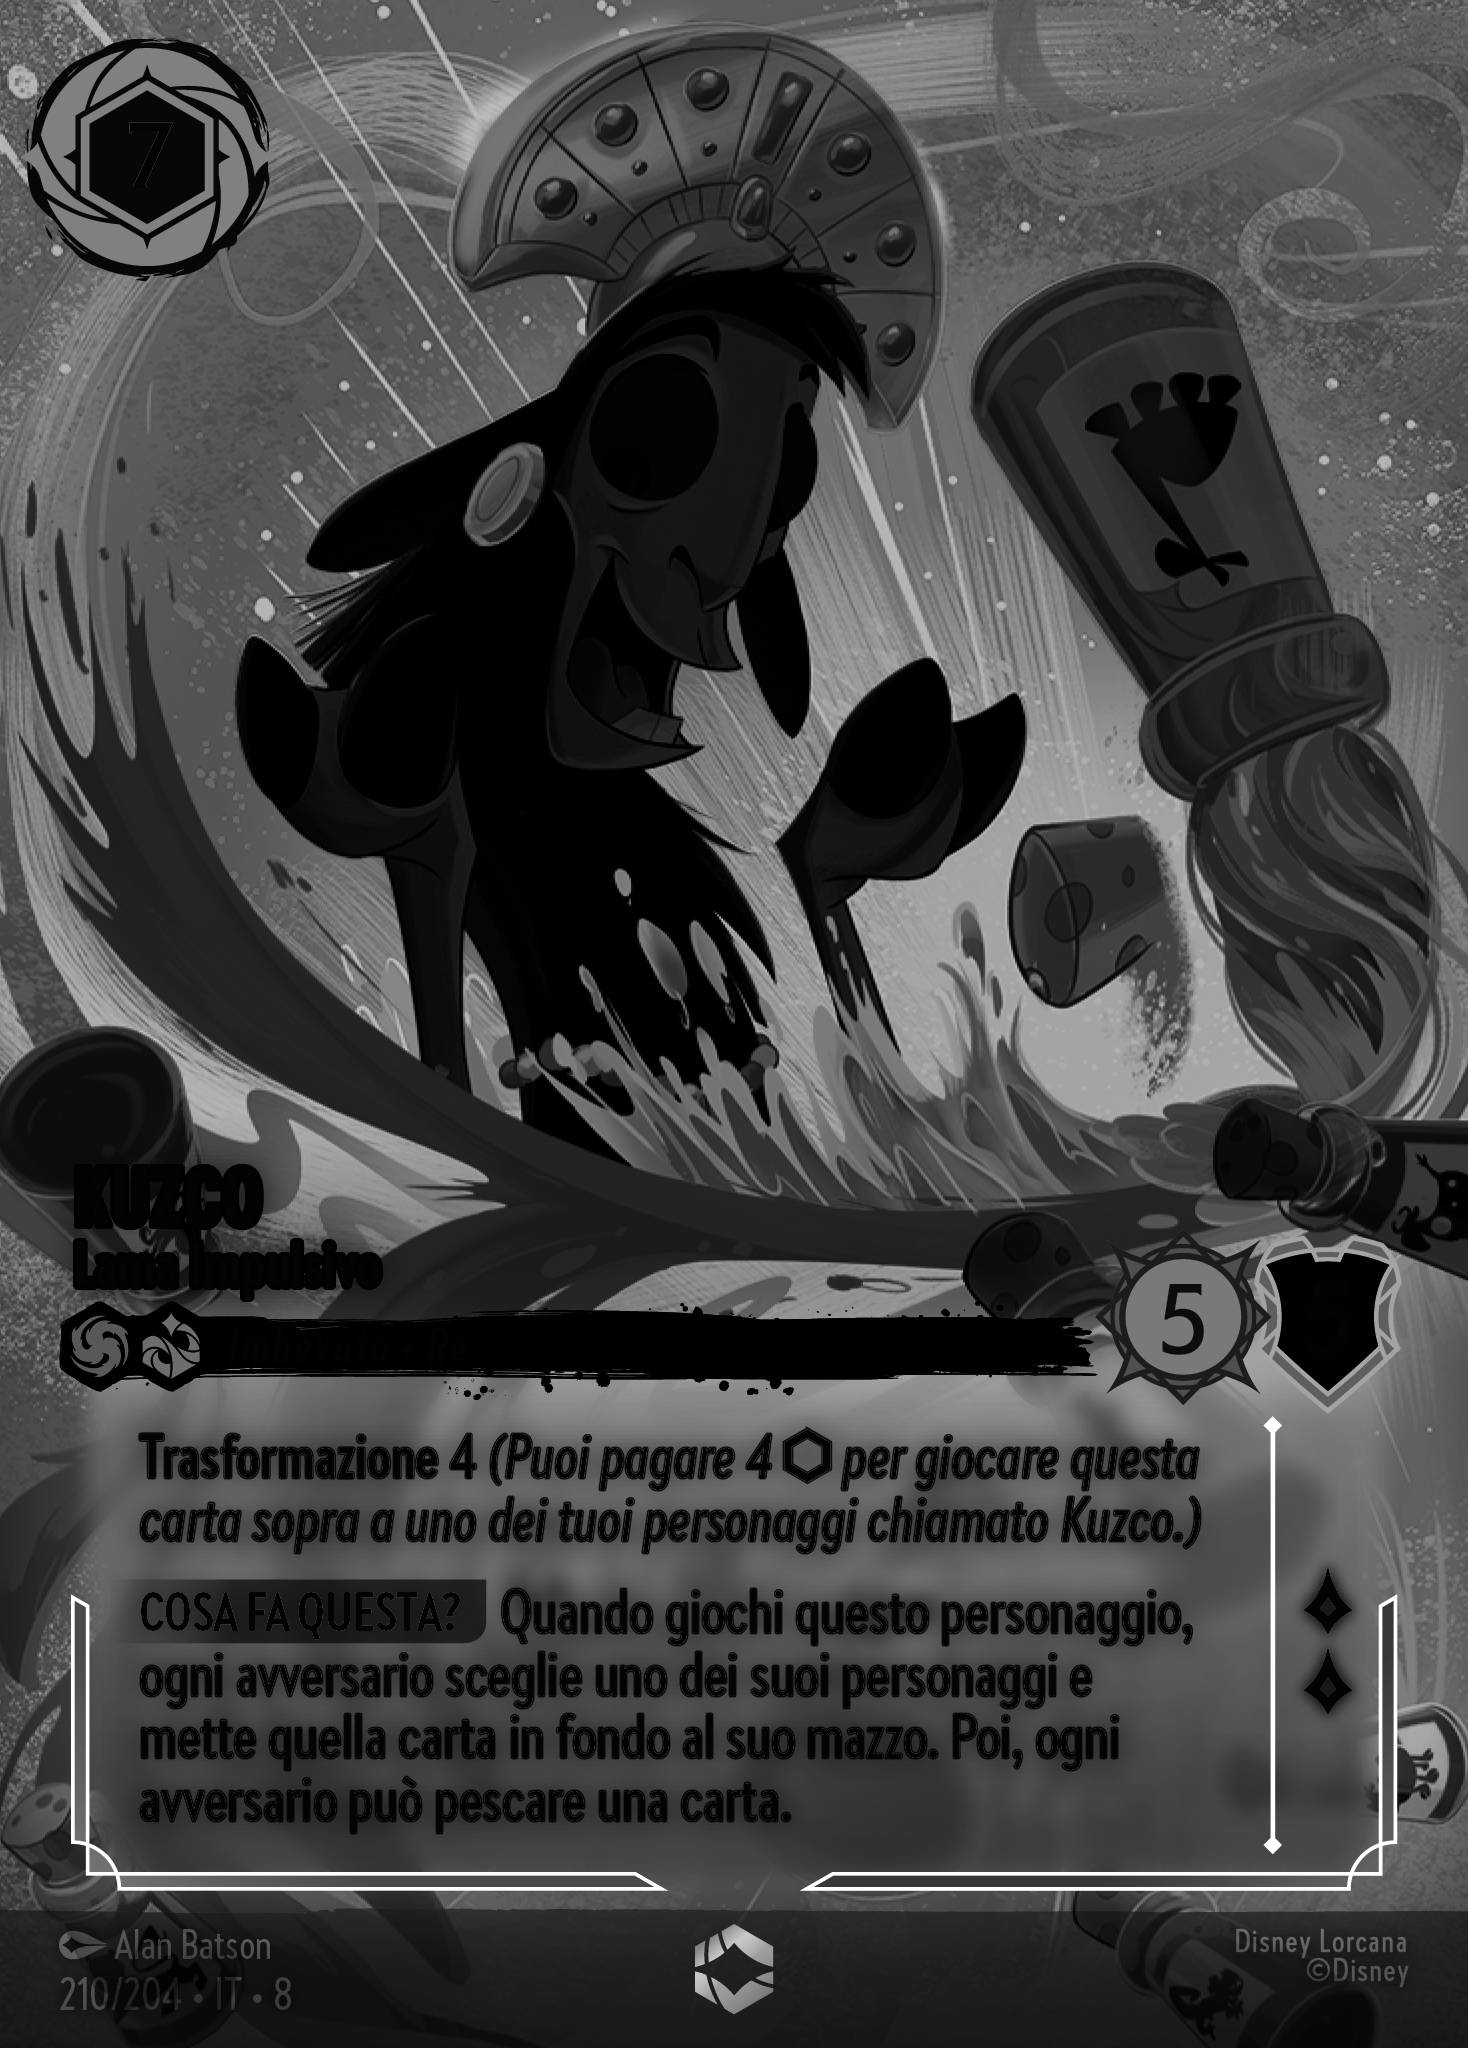 7
KUZCO
Lama Impulsivo
Imbevuto • Re
5
5
Trasformazione 4 (Puoi pagare 4 per giocare questa
carta sopra a uno dei tuoi personaggi chiamato Kuzco.)
COSA FA QUESTA? Quando giochi questo personaggio,
ogni avversario sceglie uno dei suoi personaggi e
mette quella carta in fondo al suo mazzo. Poi, ogni
avversario può pescare una carta.
Alan Batson
210/204 • IT • 8
Disney Lorcana
©Disney